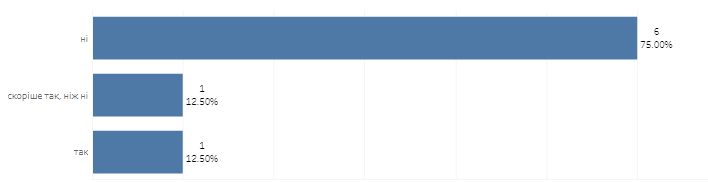 ні
6
75.00%
скоріше так, ніж ні
1
12.50%
так
1
12.50%